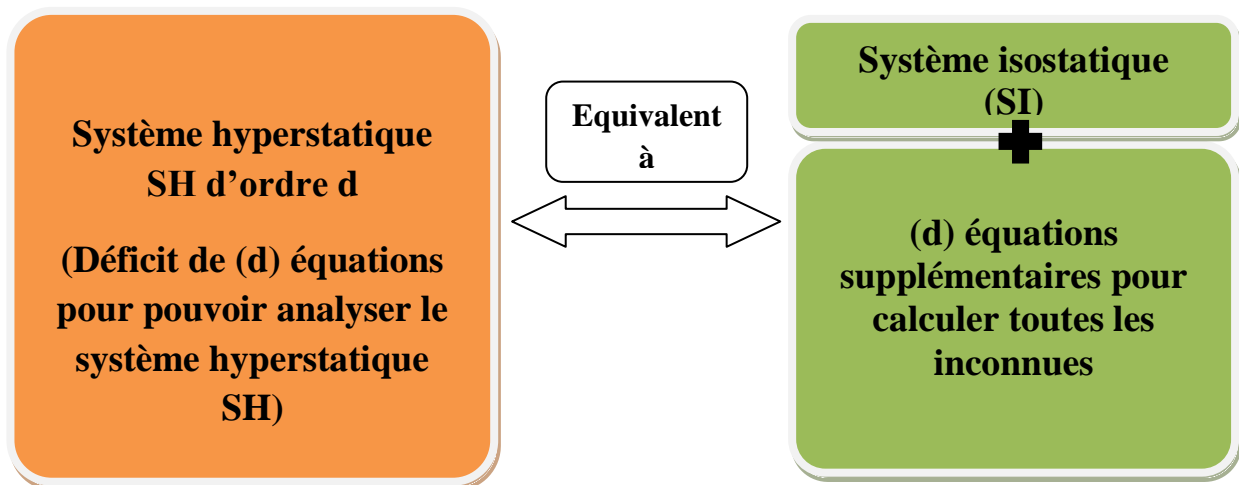 Système hyperstatique
SH d’ordre d
(Déficit de (d) équations
pour pouvoir analyser le
système hyperstatique
SH)
Equivalent
à
Système isostatique
(SI)
(d) équations
supplémentaires pour
calculer toutes les
inconnues